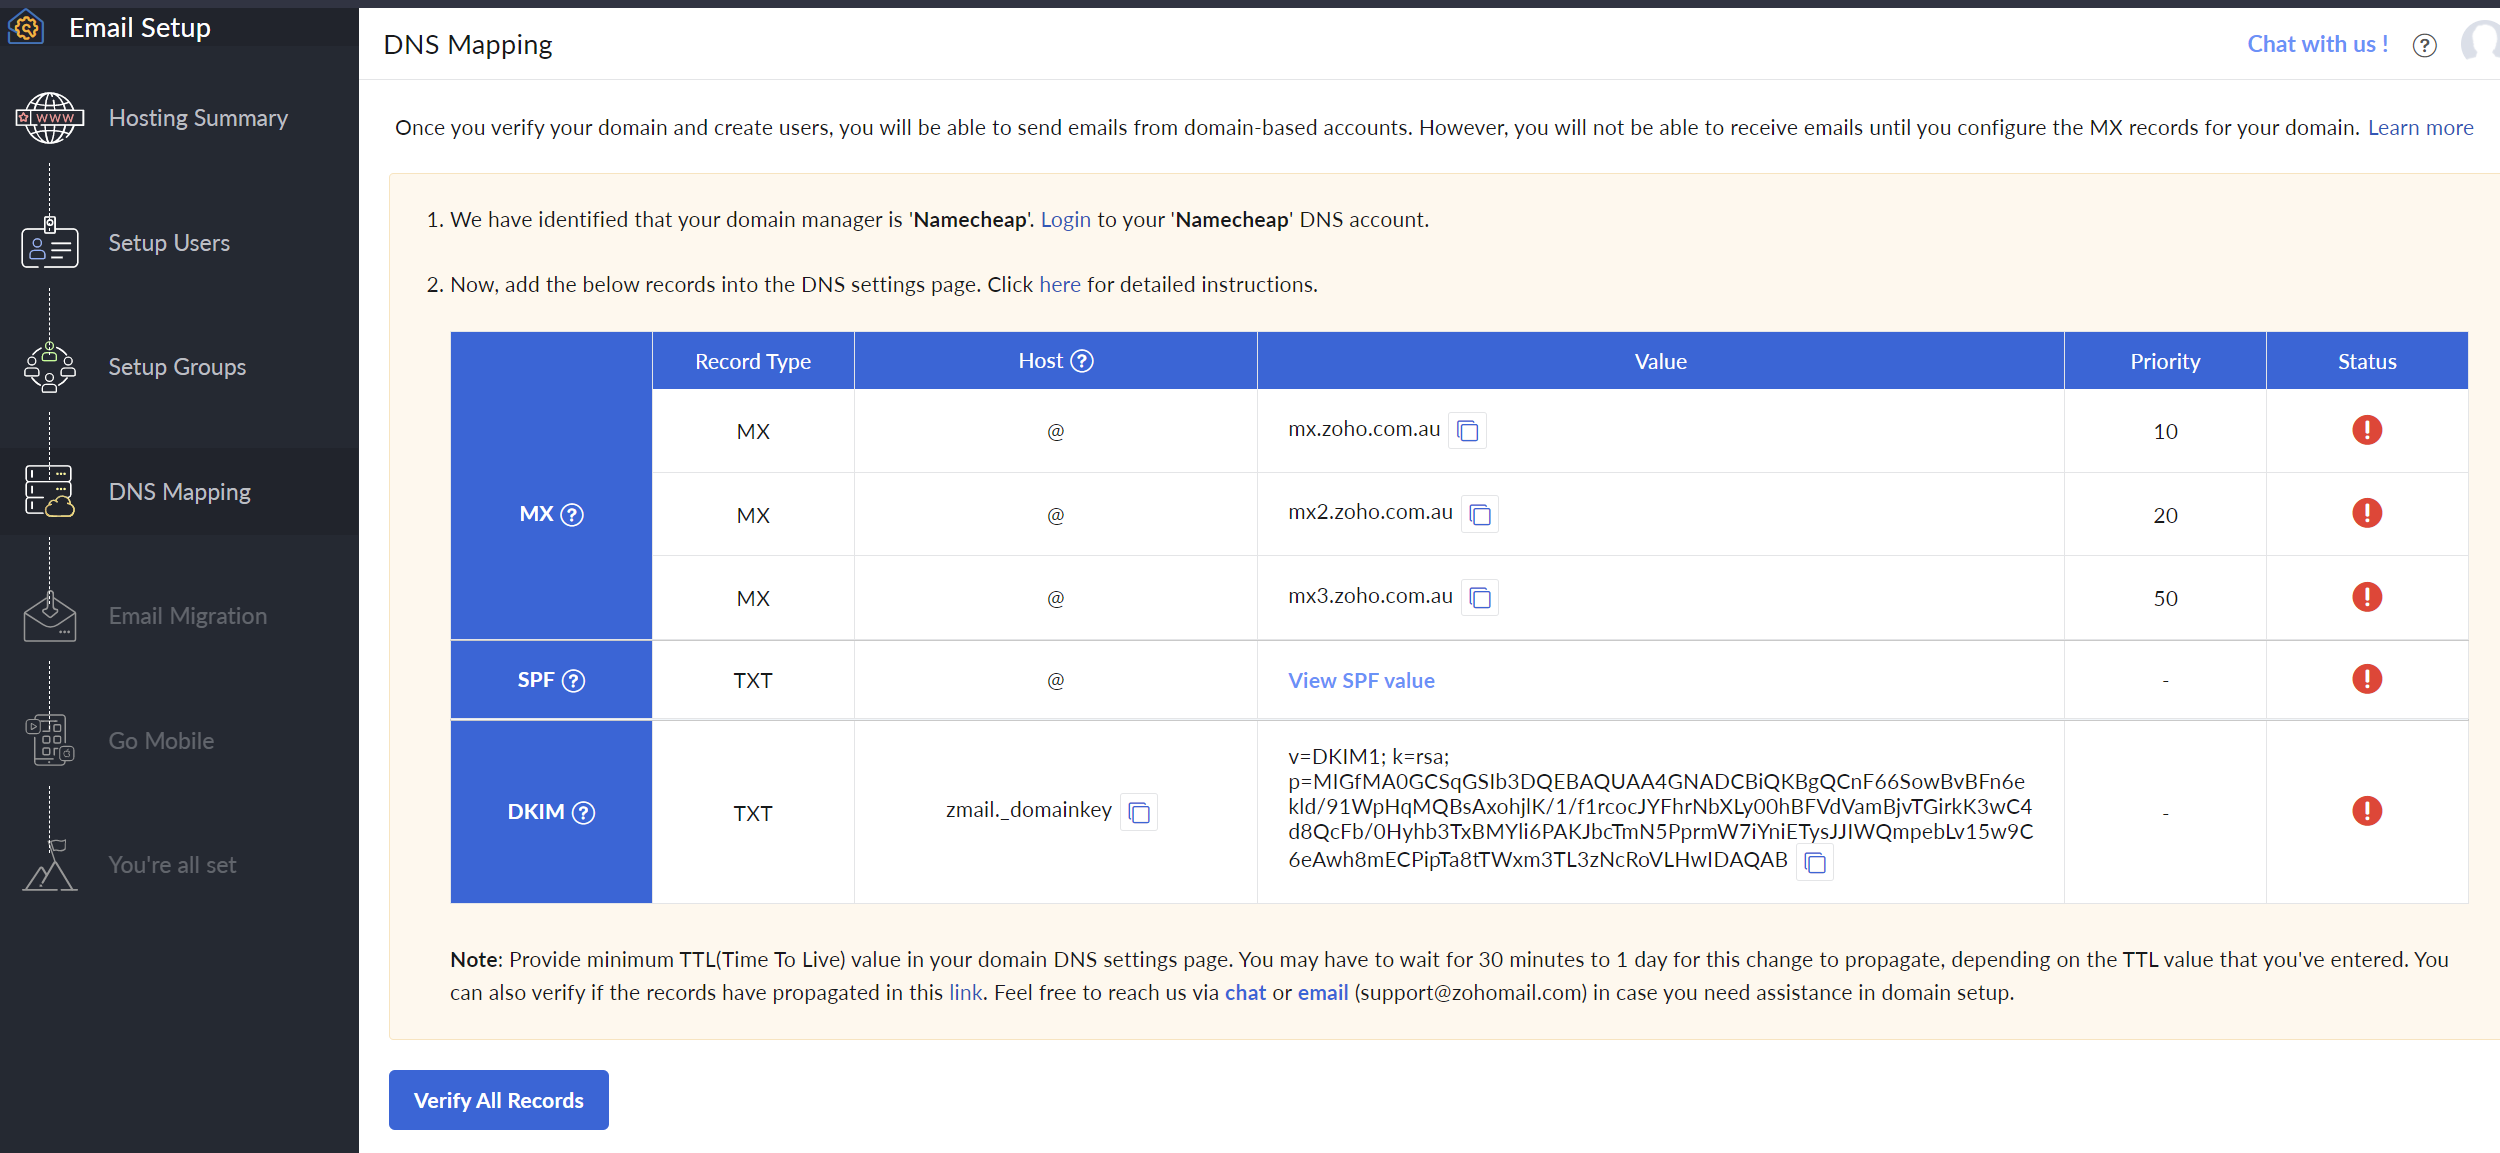 Email Setup
Hosting Summary
WWW
Setup Users
Setup Groups
DNS Mapping
Email Migration
Go Mobile
You're all set
DNS Mapping
Chat with us !
Once you verify your domain and create users, you will be able to send emails from domain-based accounts. However, you will not be able to receive emails until you configure the MX records for your domain. Learn more
1. We have identified that your domain manager is 'Namecheap'. Login to your 'Namecheap' DNS account.
2. Now, add the below records into the DNS settings page. Click here for detailed instructions.
Record Type Host ? Value Priority Status
MX ?
MX @ mx.zoho.com.au 10
MX @ mx2.zoho.com.au 20
MX @ mx3.zoho.com.au 50
SPF ? TXT @ View SPF value -
DKIM ? TXT zmail._domainkey -
v=DKIM1; k=rsa;
p=MIGfMA0GCSqGSIb3DQEBAQUAA4GNADCBiQKBgQCnF66SowBvBFn6e
kld/91WpHqMQBsAxohjlK/1/f1rcocJYFhrNbXLy00hBFVdVamBjvTGirkK3wC4
d8QcFb/0Hyhb3TxBMYli6PAKJbcTmN5PprmW7iYniETysJJIWQmpebLv15w9C
6eAwh8mECPipTa8tTWxm3TL3zNcRoVLHwIDAQAB
Note: Provide minimum TTL(Time To Live) value in your domain DNS settings page. You may have to wait for 30 minutes to 1 day for this change to propagate, depending on the TTL value that you've entered. You
can also verify if the records have propagated in this link. Feel free to reach us via chat or email (support@zohomail.com) in case you need assistance in domain setup.
Verify All Records